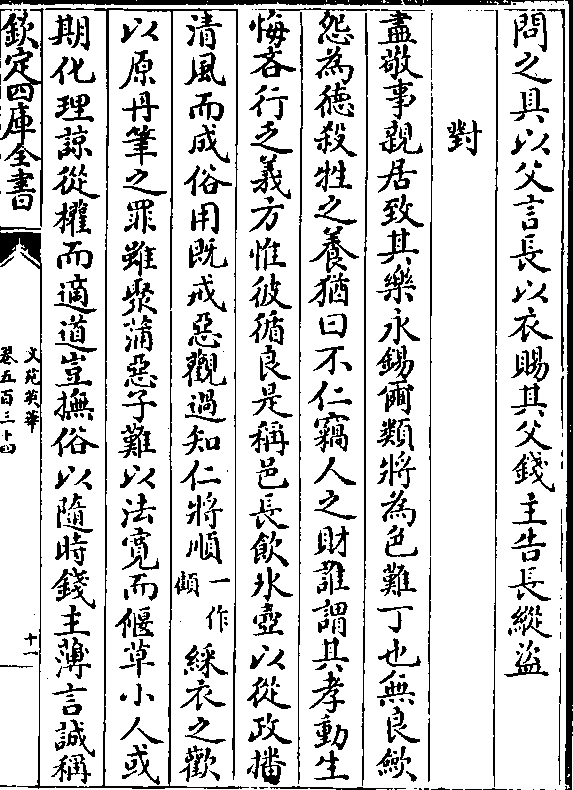 問之具以父言長以衣賜其父錢主告長縱盜
對
盡敬事親居致其樂永錫爾類將為色難丁也無良歘
怨為德殺牲之養猶曰不仁竊人之財誰謂其孝動生
悔吝行乏義方惟彼循良是稱邑長飲氷壺以從政播
清風而成俗用既戒惡觀過知仁將順一作傾綵衣之歡
以原丹筆之罪雖聚蒲惡子難以法寛而偃草小人或
期化理諒從權而適道豈撫俗以隨時錢主薄言誠稱
欽定四庫全書
文苑英華
卷五百三十四
十一